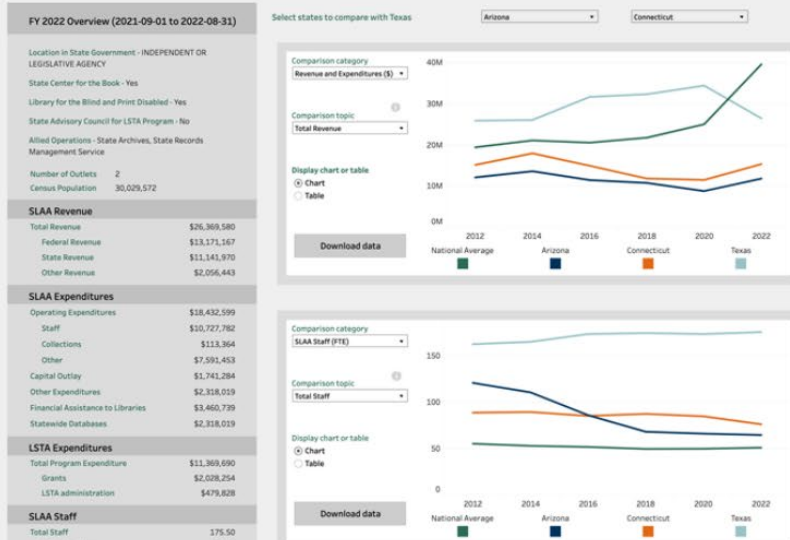 FY 2022 Overview (2021-09-01 to 2022-08-31)
Location in State Government - INDEPENDENT OR
LEGISLATIVE AGENCY
State Center for the Book - Yes
Library for the Blind and Print Disabled - Yes
State Advisory Council for LSTA Program - No
Allied Operations - State Archives, State Records
Management Service
Number of Outlets 2
Census Population 30,029,572
SLAA Revenue
Total Revenue $26,369,580
Federal Revenue $13,171,167
State Revenue $11,141,970
Other Revenue $2,056,443
SLAA Expenditures
Operating Expenditures $18,432,599
Staff $10,727,782
Collections $113,364
Other $7,591,453
Capital Outlay $1,741,284
Other Expenditures $2,318,019
Financial Assistance to Libraries $3,460,739
Statewide Databases $2,318,019
LSTA Expenditures
Total Program Expenditure $11,369,690
Grants $2,028,254
LSTA administration $479,828
SLAA Staff
Total Staff 175.50
Select states to compare with Texas Arizona Connecticut
Comparison category
Revenue and Expenditures ($)
Comparison topic
Total Revenue
Display chart or table
Chart
Table
Download data
40M
30M
20M
10M
0M
2012 2014 2016 2018 2020 2022
National Average Arizona Connecticut Texas
Comparison category
SLAA Staff (FTE)
Comparison topic
Total Staff
Display chart or table
Chart
Table
Download data
150
100
50
0
2012 2014 2016 2018 2020 2022
National Average Arizona Connecticut Texas